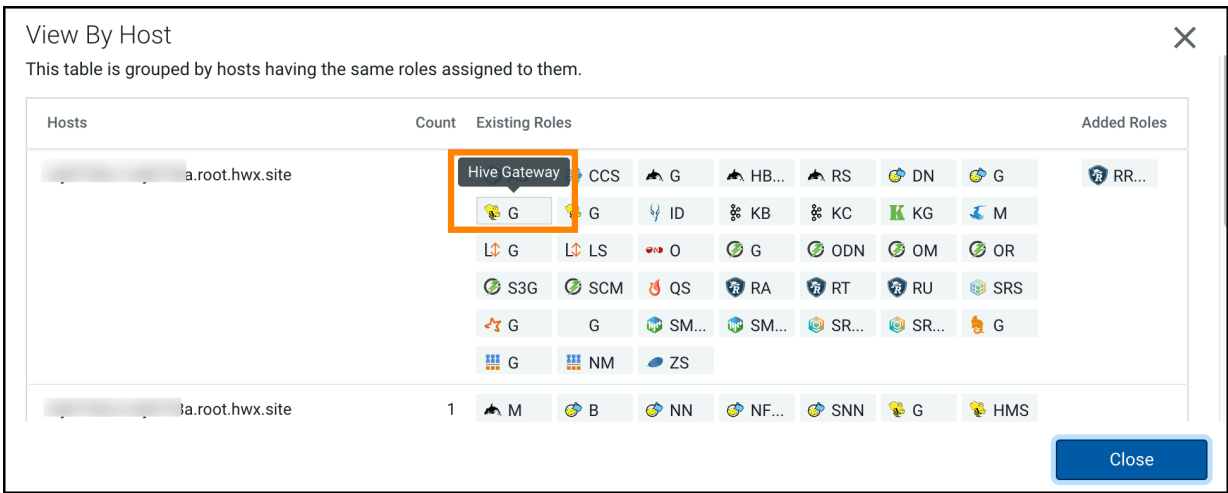 View By Host
This table is grouped by hosts having the same roles assigned to them.
Hosts Count Existing Roles Added Roles
a.root.hwx.site Hive Gateway CCS G HB... RS DN G RR...
G G ID KB KC KG M
G LS O G ODN OM OR
S3G SCM QS RA RT RU SRS
G G SM... SM... SR... SR... G
G NM ZS
a.root.hwx.site 1 M B NN NF... SNN G HMS
Close